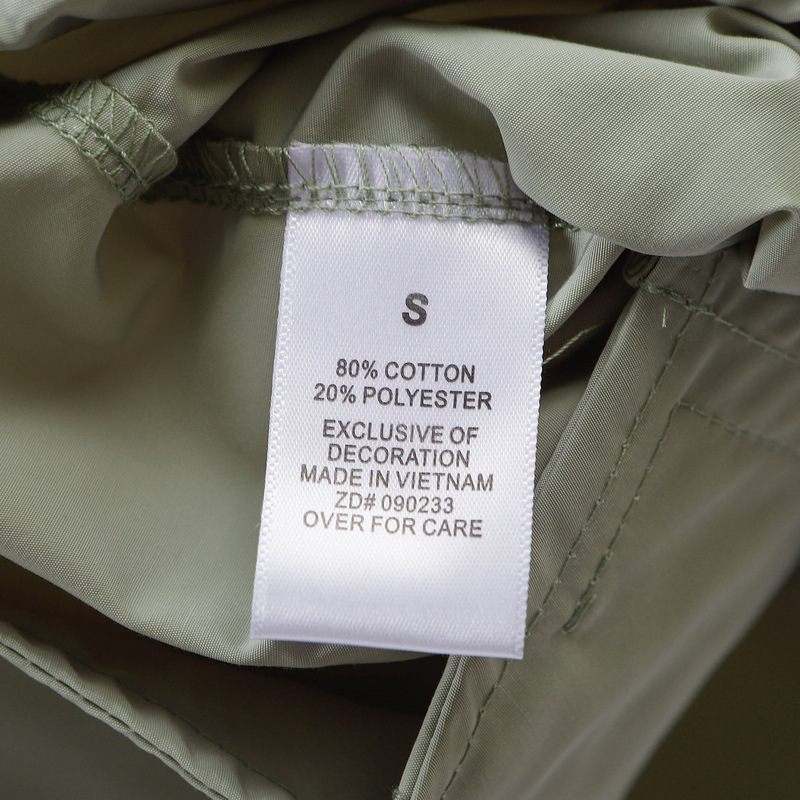 S
80% COTTON
20% POLYESTER
EXCLUSIVE OF
DECORATION
MADE IN VIETNAM
ZD# 090233
OVER FOR CARE